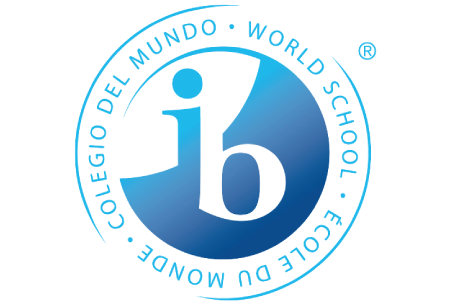 COLEGIO DEL MUNDO · WORLD SCHOOL · ÉCOLE DU MONDE ·
®
ib